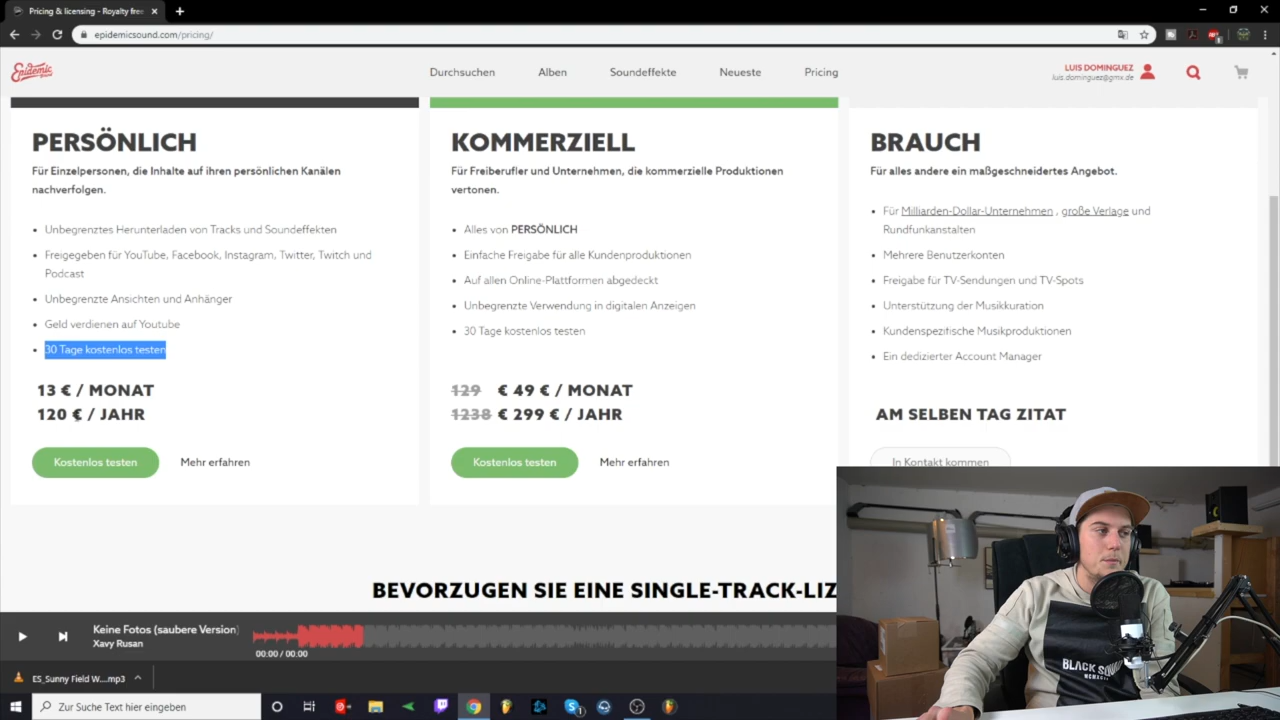 Pricing & licensing - Royalty free
epidemicsound.com/pricing/
Epidemic
Durchsuchen
Alben
Soundeffekte
Neueste
Pricing
LUIS DOMINGUEZ
luis.dominguez@gmx.de
PERSÖNLICH
Für Einzelpersonen, die Inhalte auf ihren persönlichen Kanälen
nachverfolgen.
Unbegrenztes Herunterladen von Tracks und Soundeffekten
Freigegeben für YouTube, Facebook, Instagram, Twitter, Twitch und
Podcast
Unbegrenzte Ansichten und Anhänger
Geld verdienen auf Youtube
30 Tage kostenlos testen
13 € / MONAT
120 € / JAHR
Kostenlos testen
Mehr erfahren
KOMMERZIELL
Für Freiberufler und Unternehmen, die kommerzielle Produktionen
vertonen.
Alles von PERSÖNLICH
Einfache Freigabe für alle Kundenproduktionen
Auf allen Online-Plattformen abgedeckt
Unbegrenzte Verwendung in digitalen Anzeigen
30 Tage kostenlos testen
129 € 49 € / MONAT
1238 € 299 € / JAHR
Kostenlos testen
Mehr erfahren
BRAUCH
Für alles andere ein maßgeschneidertes Angebot.
Für Milliarden-Dollar-Unternehmen , große Verlage und
Rundfunkanstalten
Mehrere Benutzerkonten
Freigabe für TV-Sendungen und TV-Spots
Unterstützung der Musikkuration
Kundenspezifische Musikproduktionen
Ein dedizierter Account Manager
AM SELBEN TAG ZITAT
In Kontakt kommen
BEVORZUGEN SIE EINE SINGLE-TRACK-LIZ
Keine Fotos (saubere Version)
Xavy Rusan
00:00 / 00:00
ES_Sunny Field W....mp3
Zur Suche Text hier eingeben
BLACK